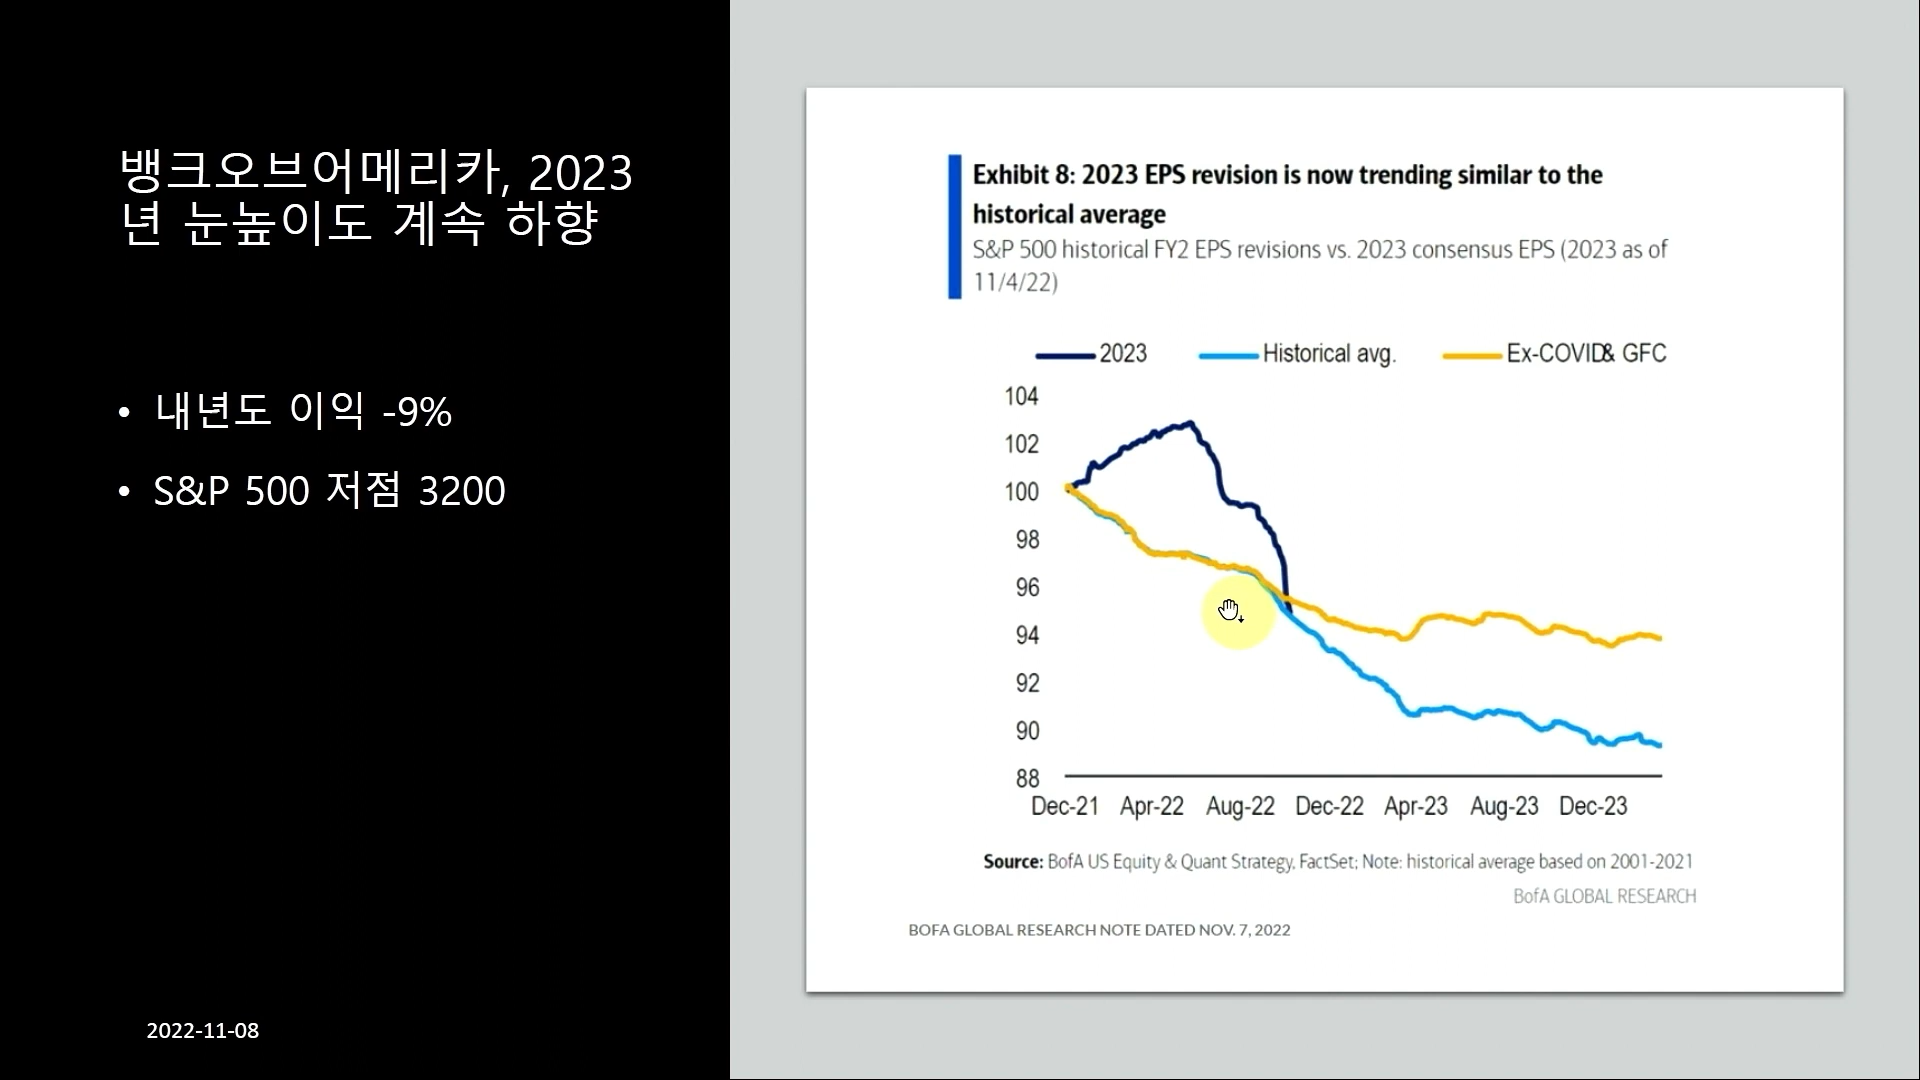 뱅크오브어메리카, 2023
년 눈높이도 계속 하향
• 내년도 이익 -9%
• S&P 500 저점 3200
2022-11-08
Exhibit 8: 2023 EPS revision is now trending similar to the
historical average
S&P 500 historical FY2 EPS revisions vs. 2023 consensus EPS (2023 as of
11/4/22)
2023 Historical avg. Ex-COVID& GFC
104
102
100
98
96
94
92
90
88
Dec-21 Apr-22 Aug-22 Dec-22 Apr-23 Aug-23 Dec-23
Source: BofA US Equity & Quant Strategy, FactSet; Note: historical average based on 2001-2021
BofA GLOBAL RESEARCH
BOFA GLOBAL RESEARCH NOTE DATED NOV. 7, 2022